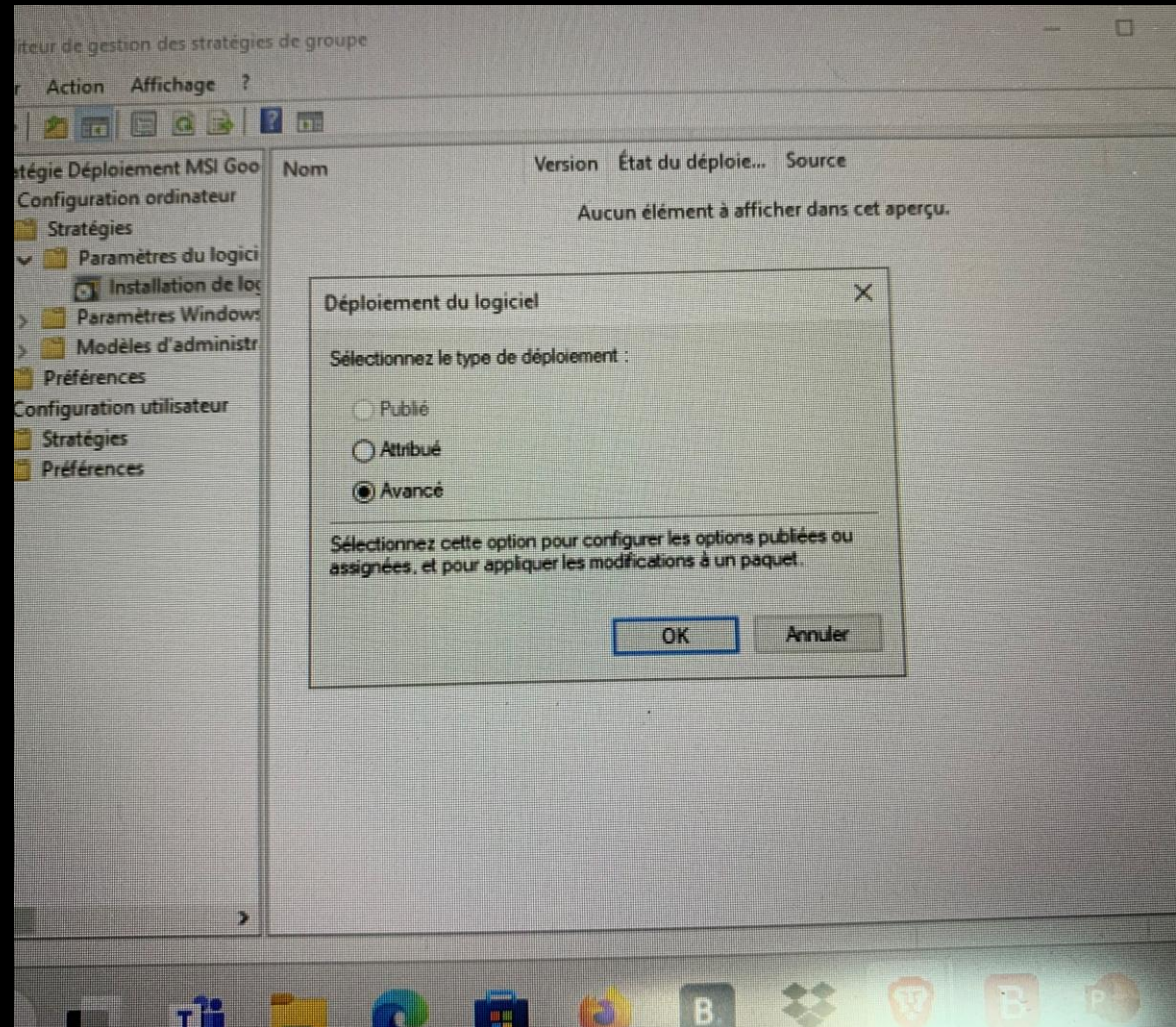 iteur de gestion des stratégies de groupe
r Action Affichage ?
atégie Déploiement MSI Goo
Nom Version État du déploie... Source
Configuration ordinateur
Aucun élément à afficher dans cet aperçu.
Stratégies
Paramètres du logici
Installation de log
Paramètres Windows
Modèles d'administr
Préférences
Configuration utilisateur
Stratégies
Préférences
Déploiement du logiciel
Sélectionnez le type de déploiement :
Publié
Attribué
Avancé
Sélectionnez cette option pour configurer les options publiées ou
assignées, et pour appliquer les modifications à un paquet.
OK Annuler
T B. B P